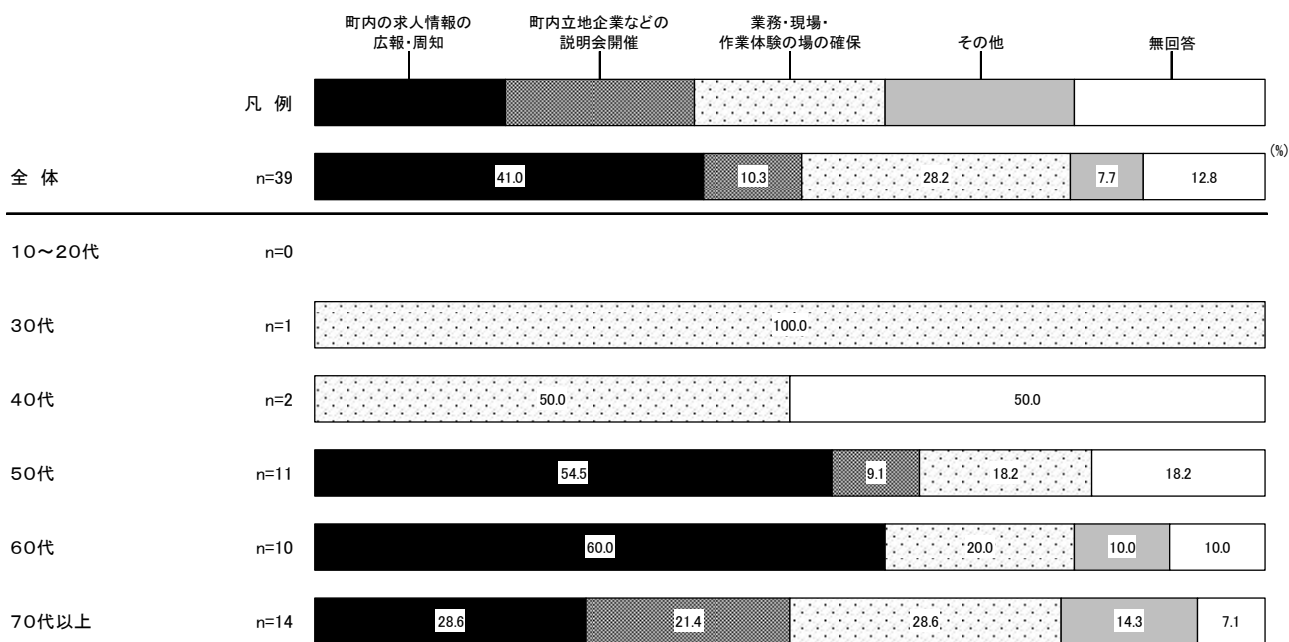 町内の求人情報の
広報・周知
町内立地企業などの
説明会開催
業務・現場・
作業体験の場の確保
その他
無回答
凡 例
(%)
全 体 n=39 41.0 10.3 28.2 7.7 12.8
10～20代 n=0
30代 n=1 100.0
40代 n=2 50.0 50.0
50代 n=11 54.5 9.1 18.2 18.2
60代 n=10 60.0 20.0 10.0 10.0
70代以上 n=14 28.6 21.4 28.6 14.3 7.1